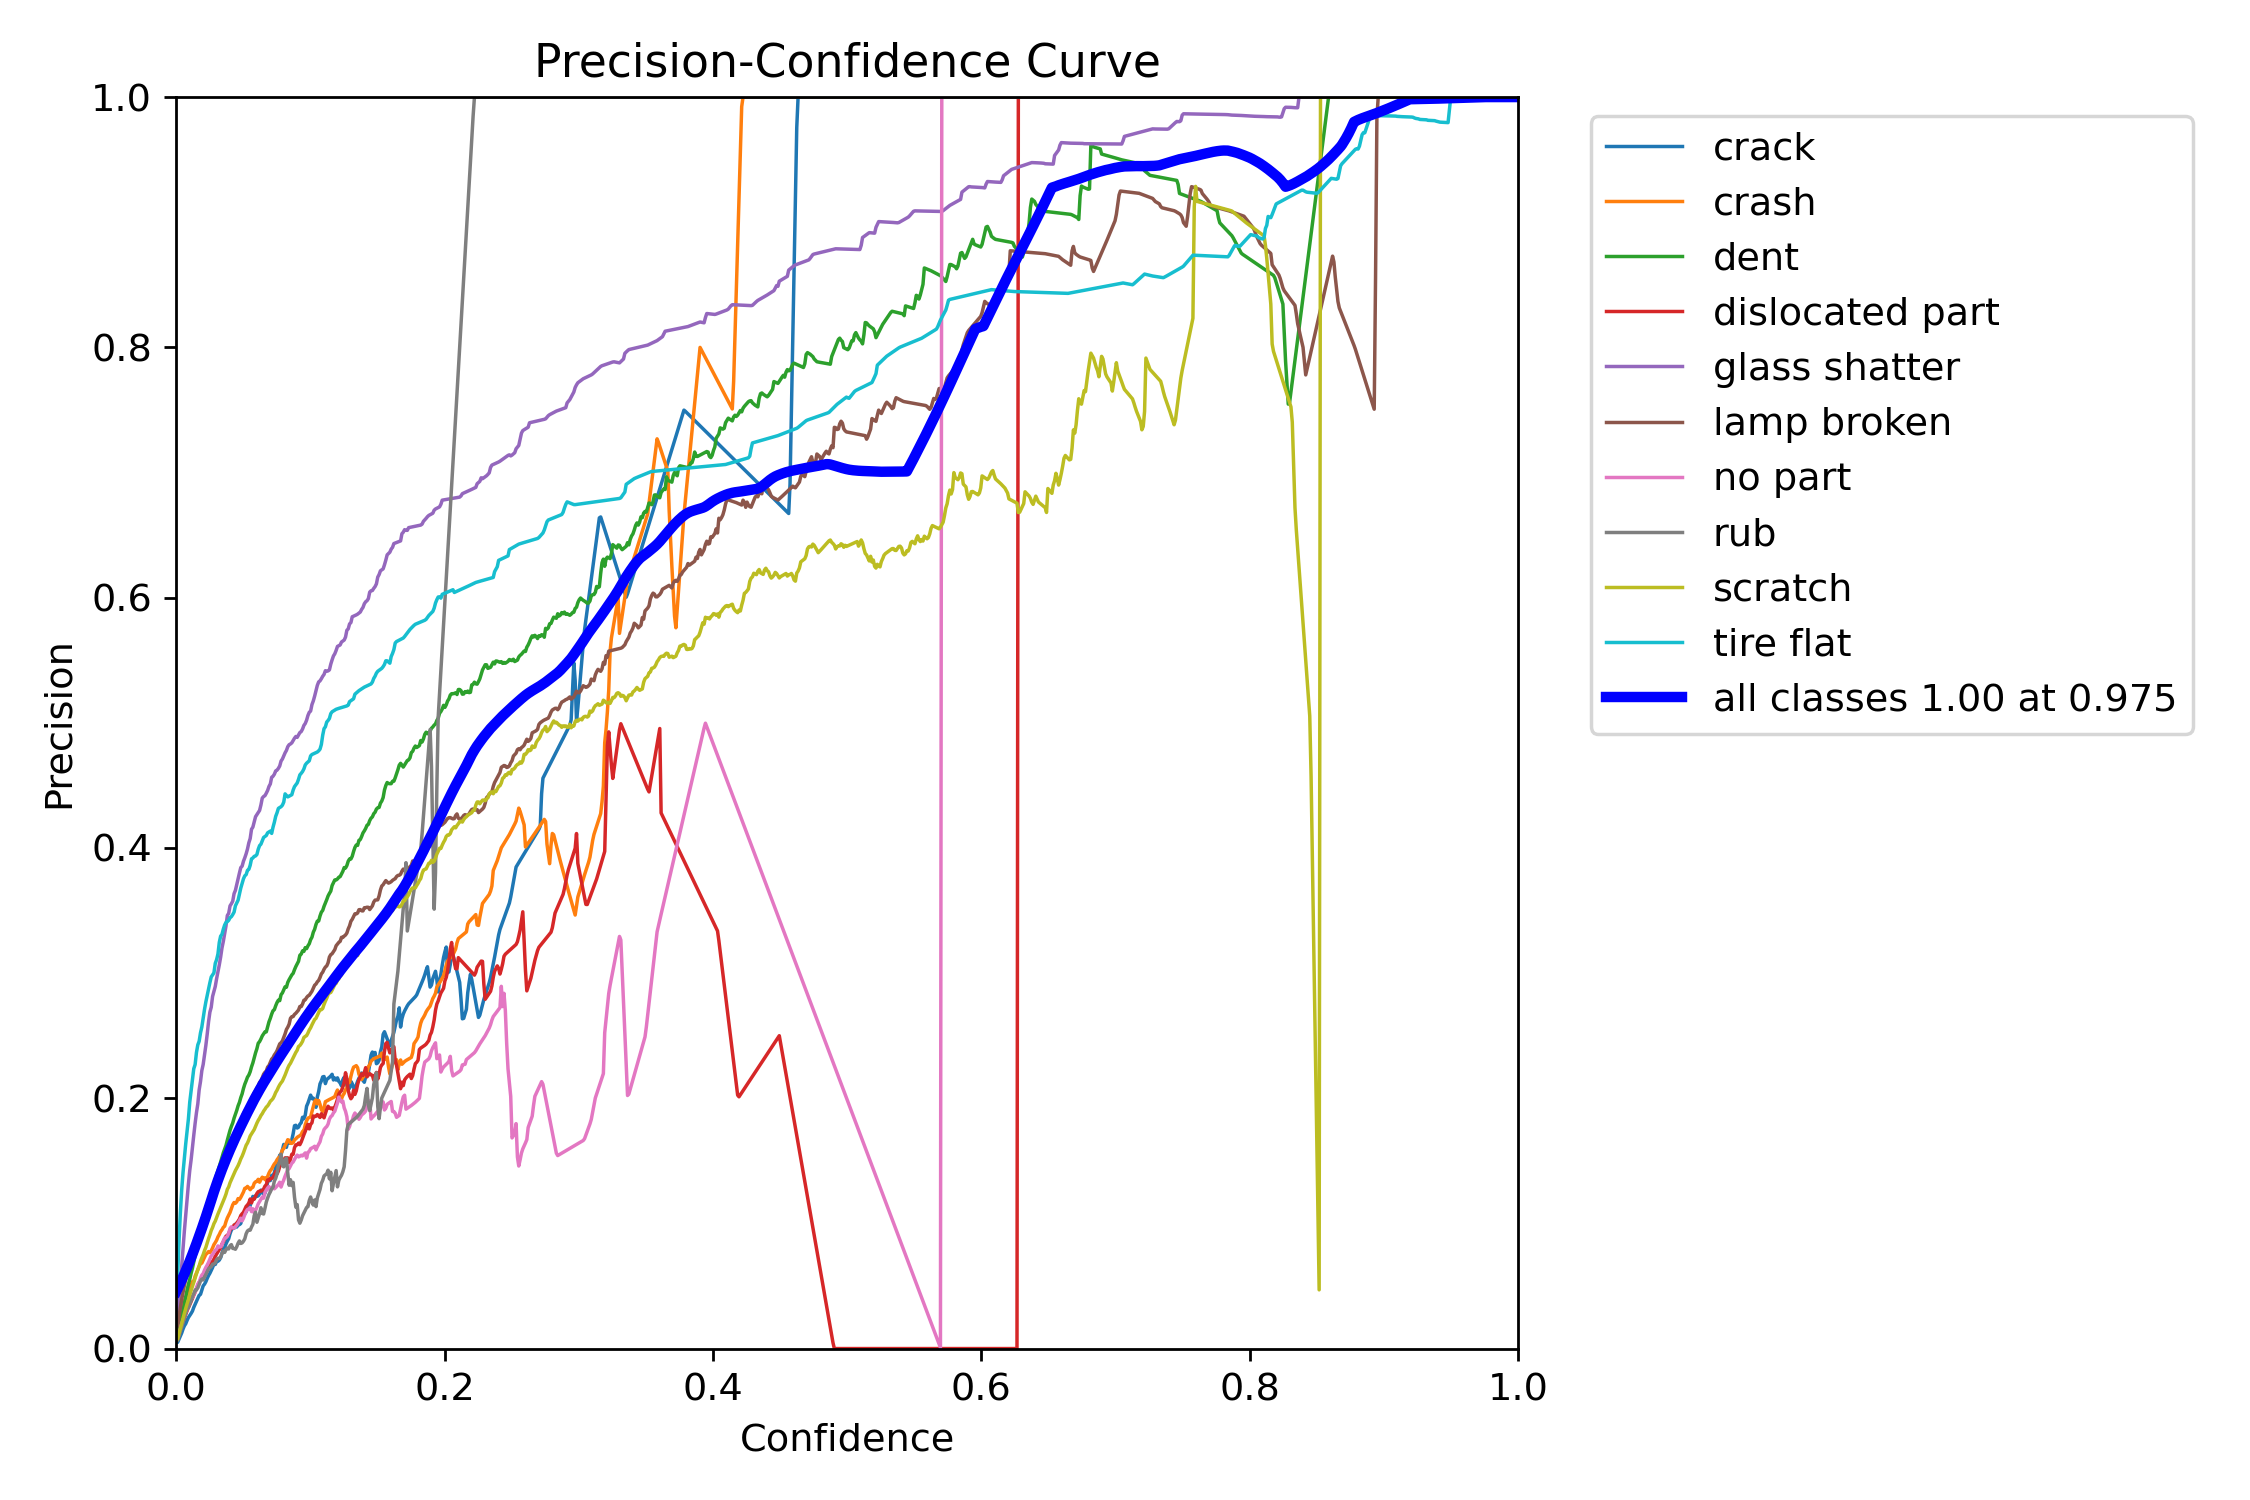 Precision-Confidence Curve
1.0
0.8
0.6
0.4
0.2
0.0
Precision
0.0 0.2 0.4 0.6 0.8 1.0
Confidence
crack
crash
dent
dislocated part
glass shatter
lamp broken
no part
rub
scratch
tire flat
all classes 1.00 at 0.975